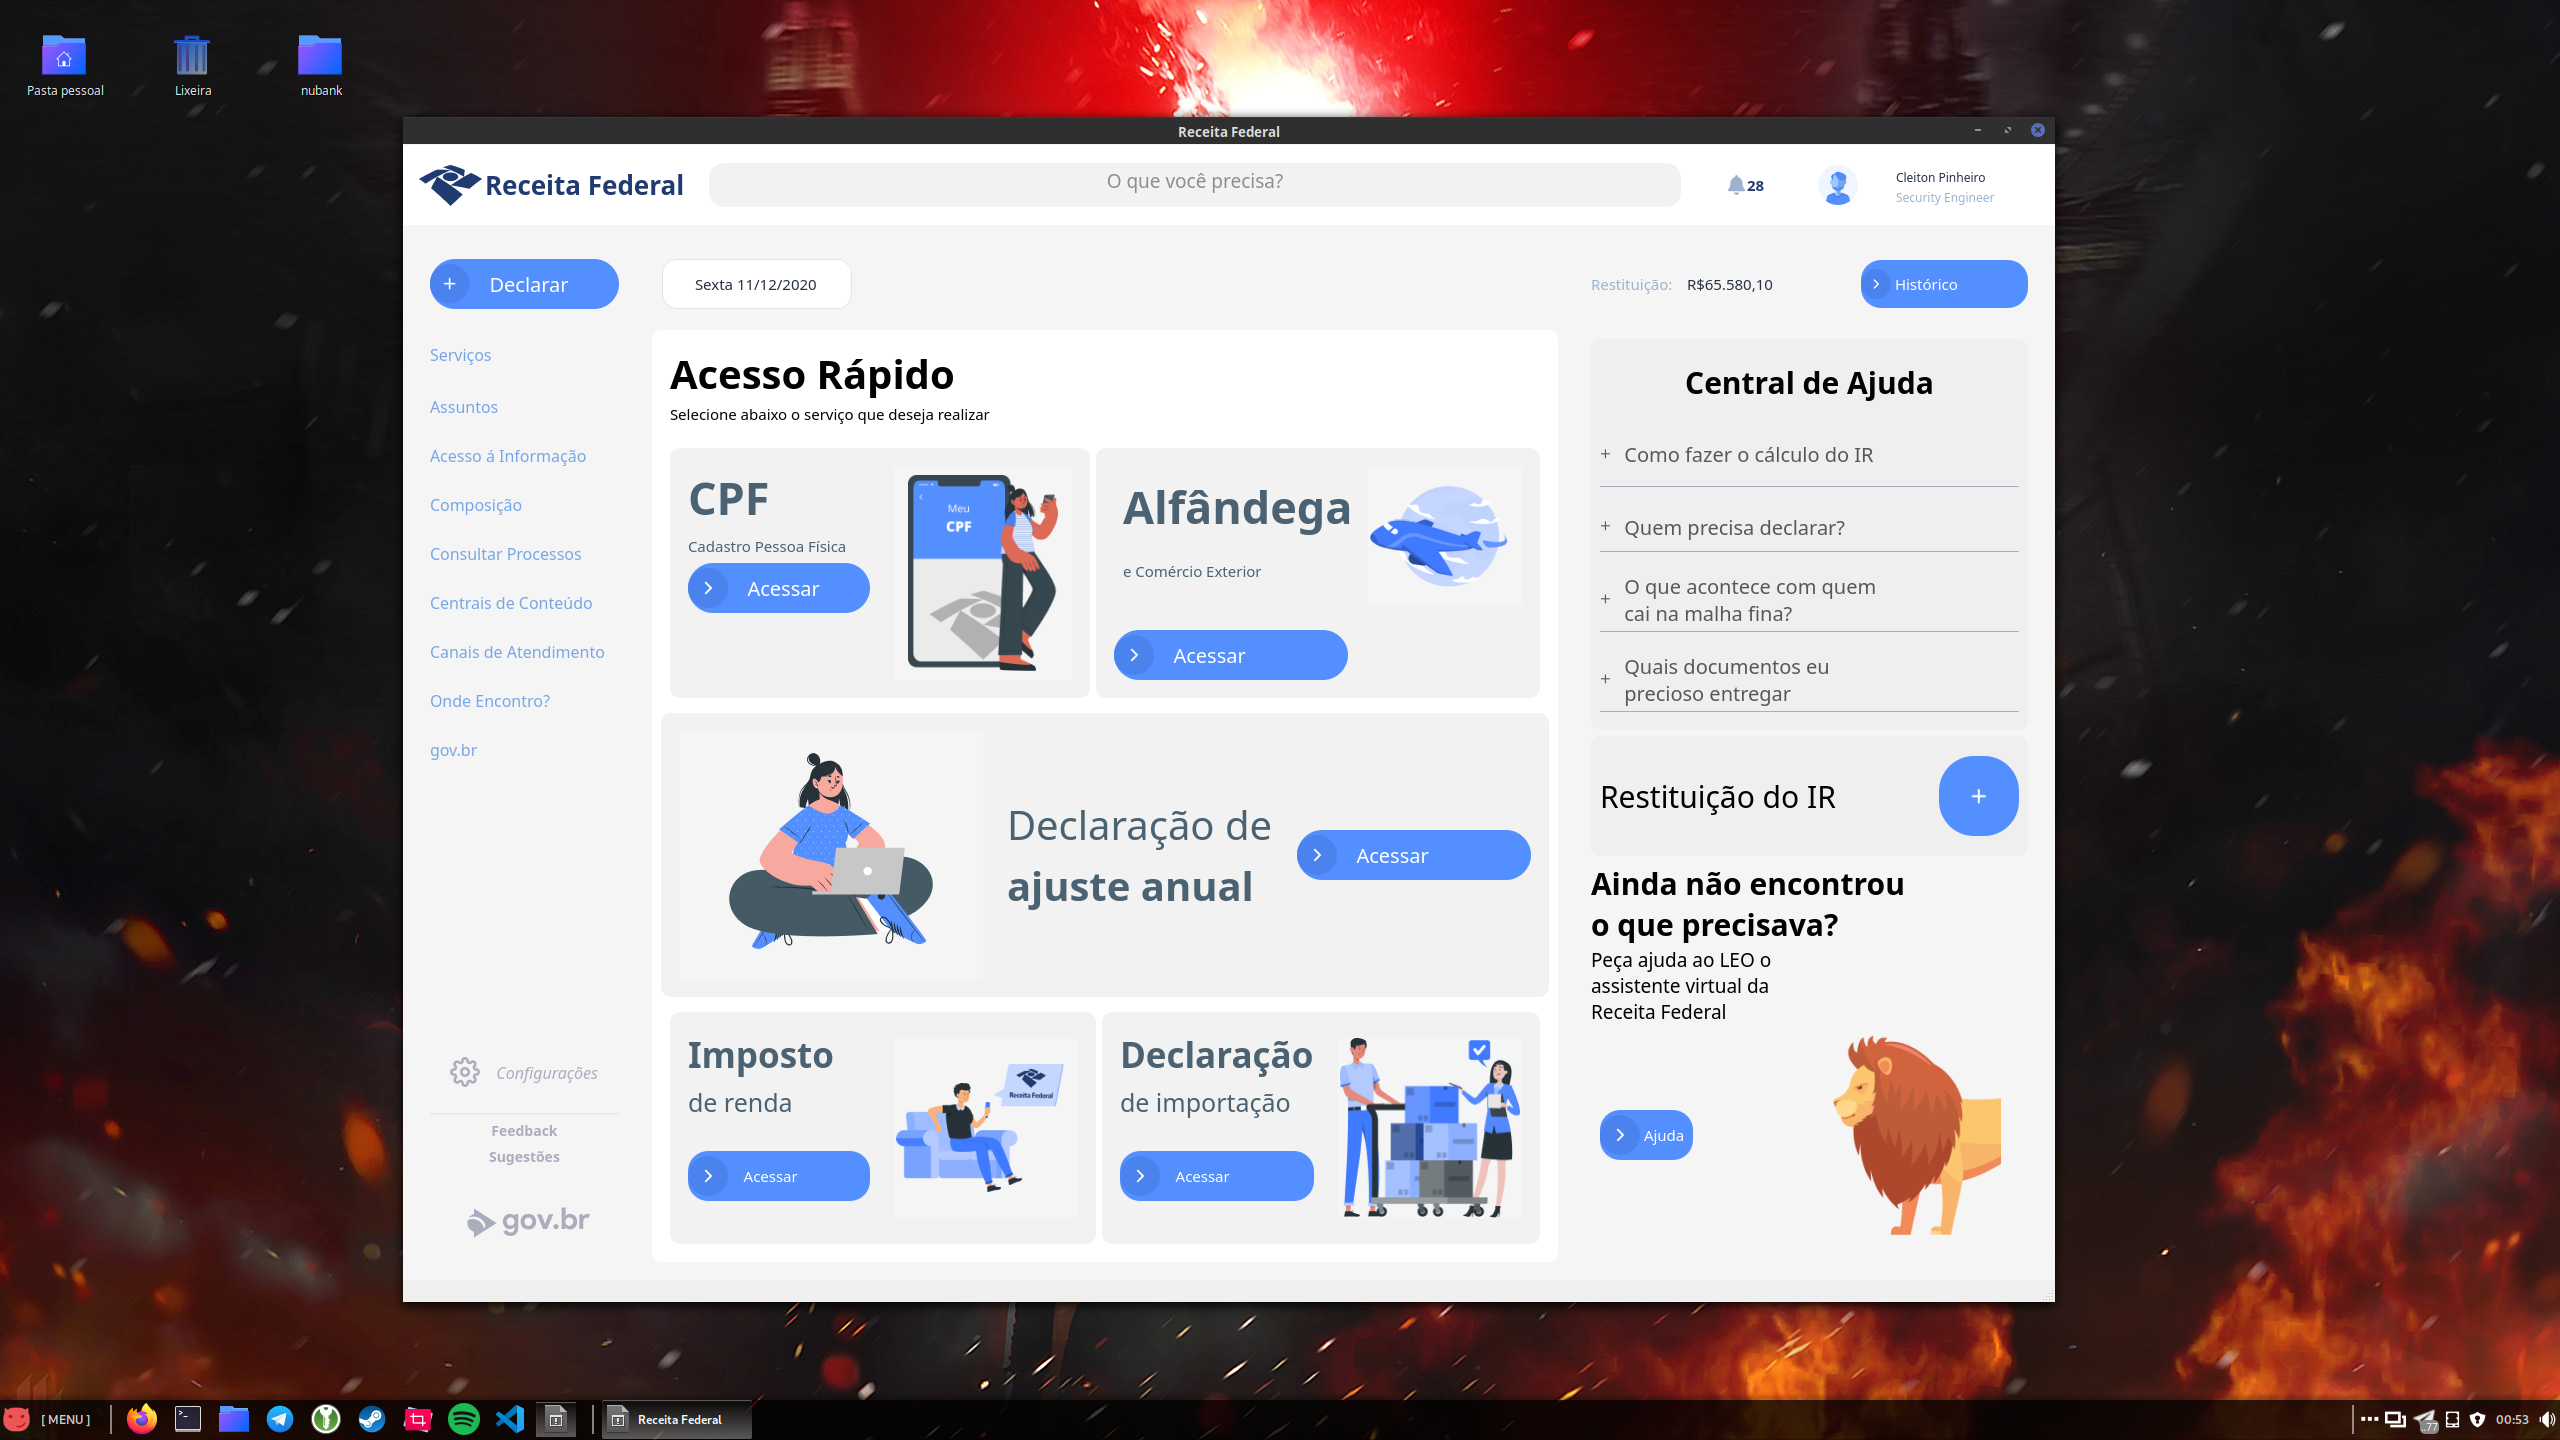 Pasta pessoal
Lixeira
nubank
Receita Federal
Receita Federal
O que você precisa?
28
Cleiton Pinheiro
Security Engineer
+ Declarar
Sexta 11/12/2020
Restituição: R$65.580,10
Histórico
Serviços
Assuntos
Acesso á Informação
Composição
Consultar Processos
Centrais de Conteúdo
Canais de Atendimento
Onde Encontro?
gov.br
Configurações
Feedback
Sugestões
gov.br
Acesso Rápido
Selecione abaixo o serviço que deseja realizar
CPF
Cadastro Pessoa Física
Acessar
Meu
CPF
Alfândega
e Comércio Exterior
Acessar
Declaração de
ajuste anual
Acessar
Imposto
de renda
Acessar
Receita Federal
Declaração
de importação
Acessar
Central de Ajuda
+ Como fazer o cálculo do IR
+ Quem precisa declarar?
+ O que acontece com quem
cai na malha fina?
+ Quais documentos eu
precioso entregar
Restituição do IR
+
Ainda não encontrou
o que precisava?
Peça ajuda ao LEO o
assistente virtual da
Receita Federal
Ajuda
[ MENU ]
Receita Federal
77
00:53